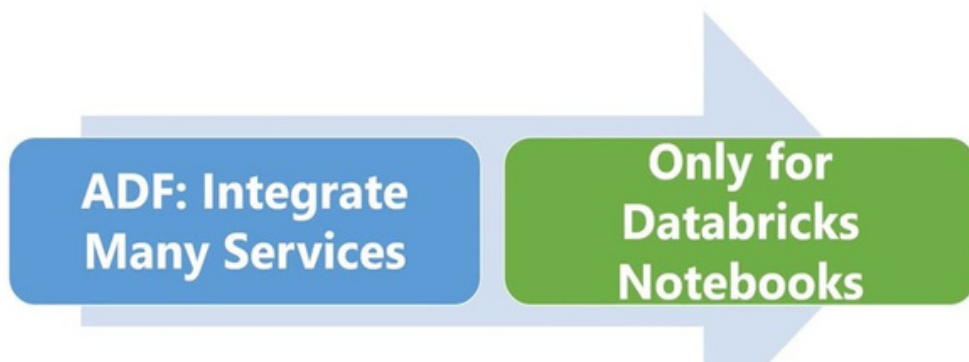 ADF: Integrate
Many Services
Only for
Databricks
Notebooks